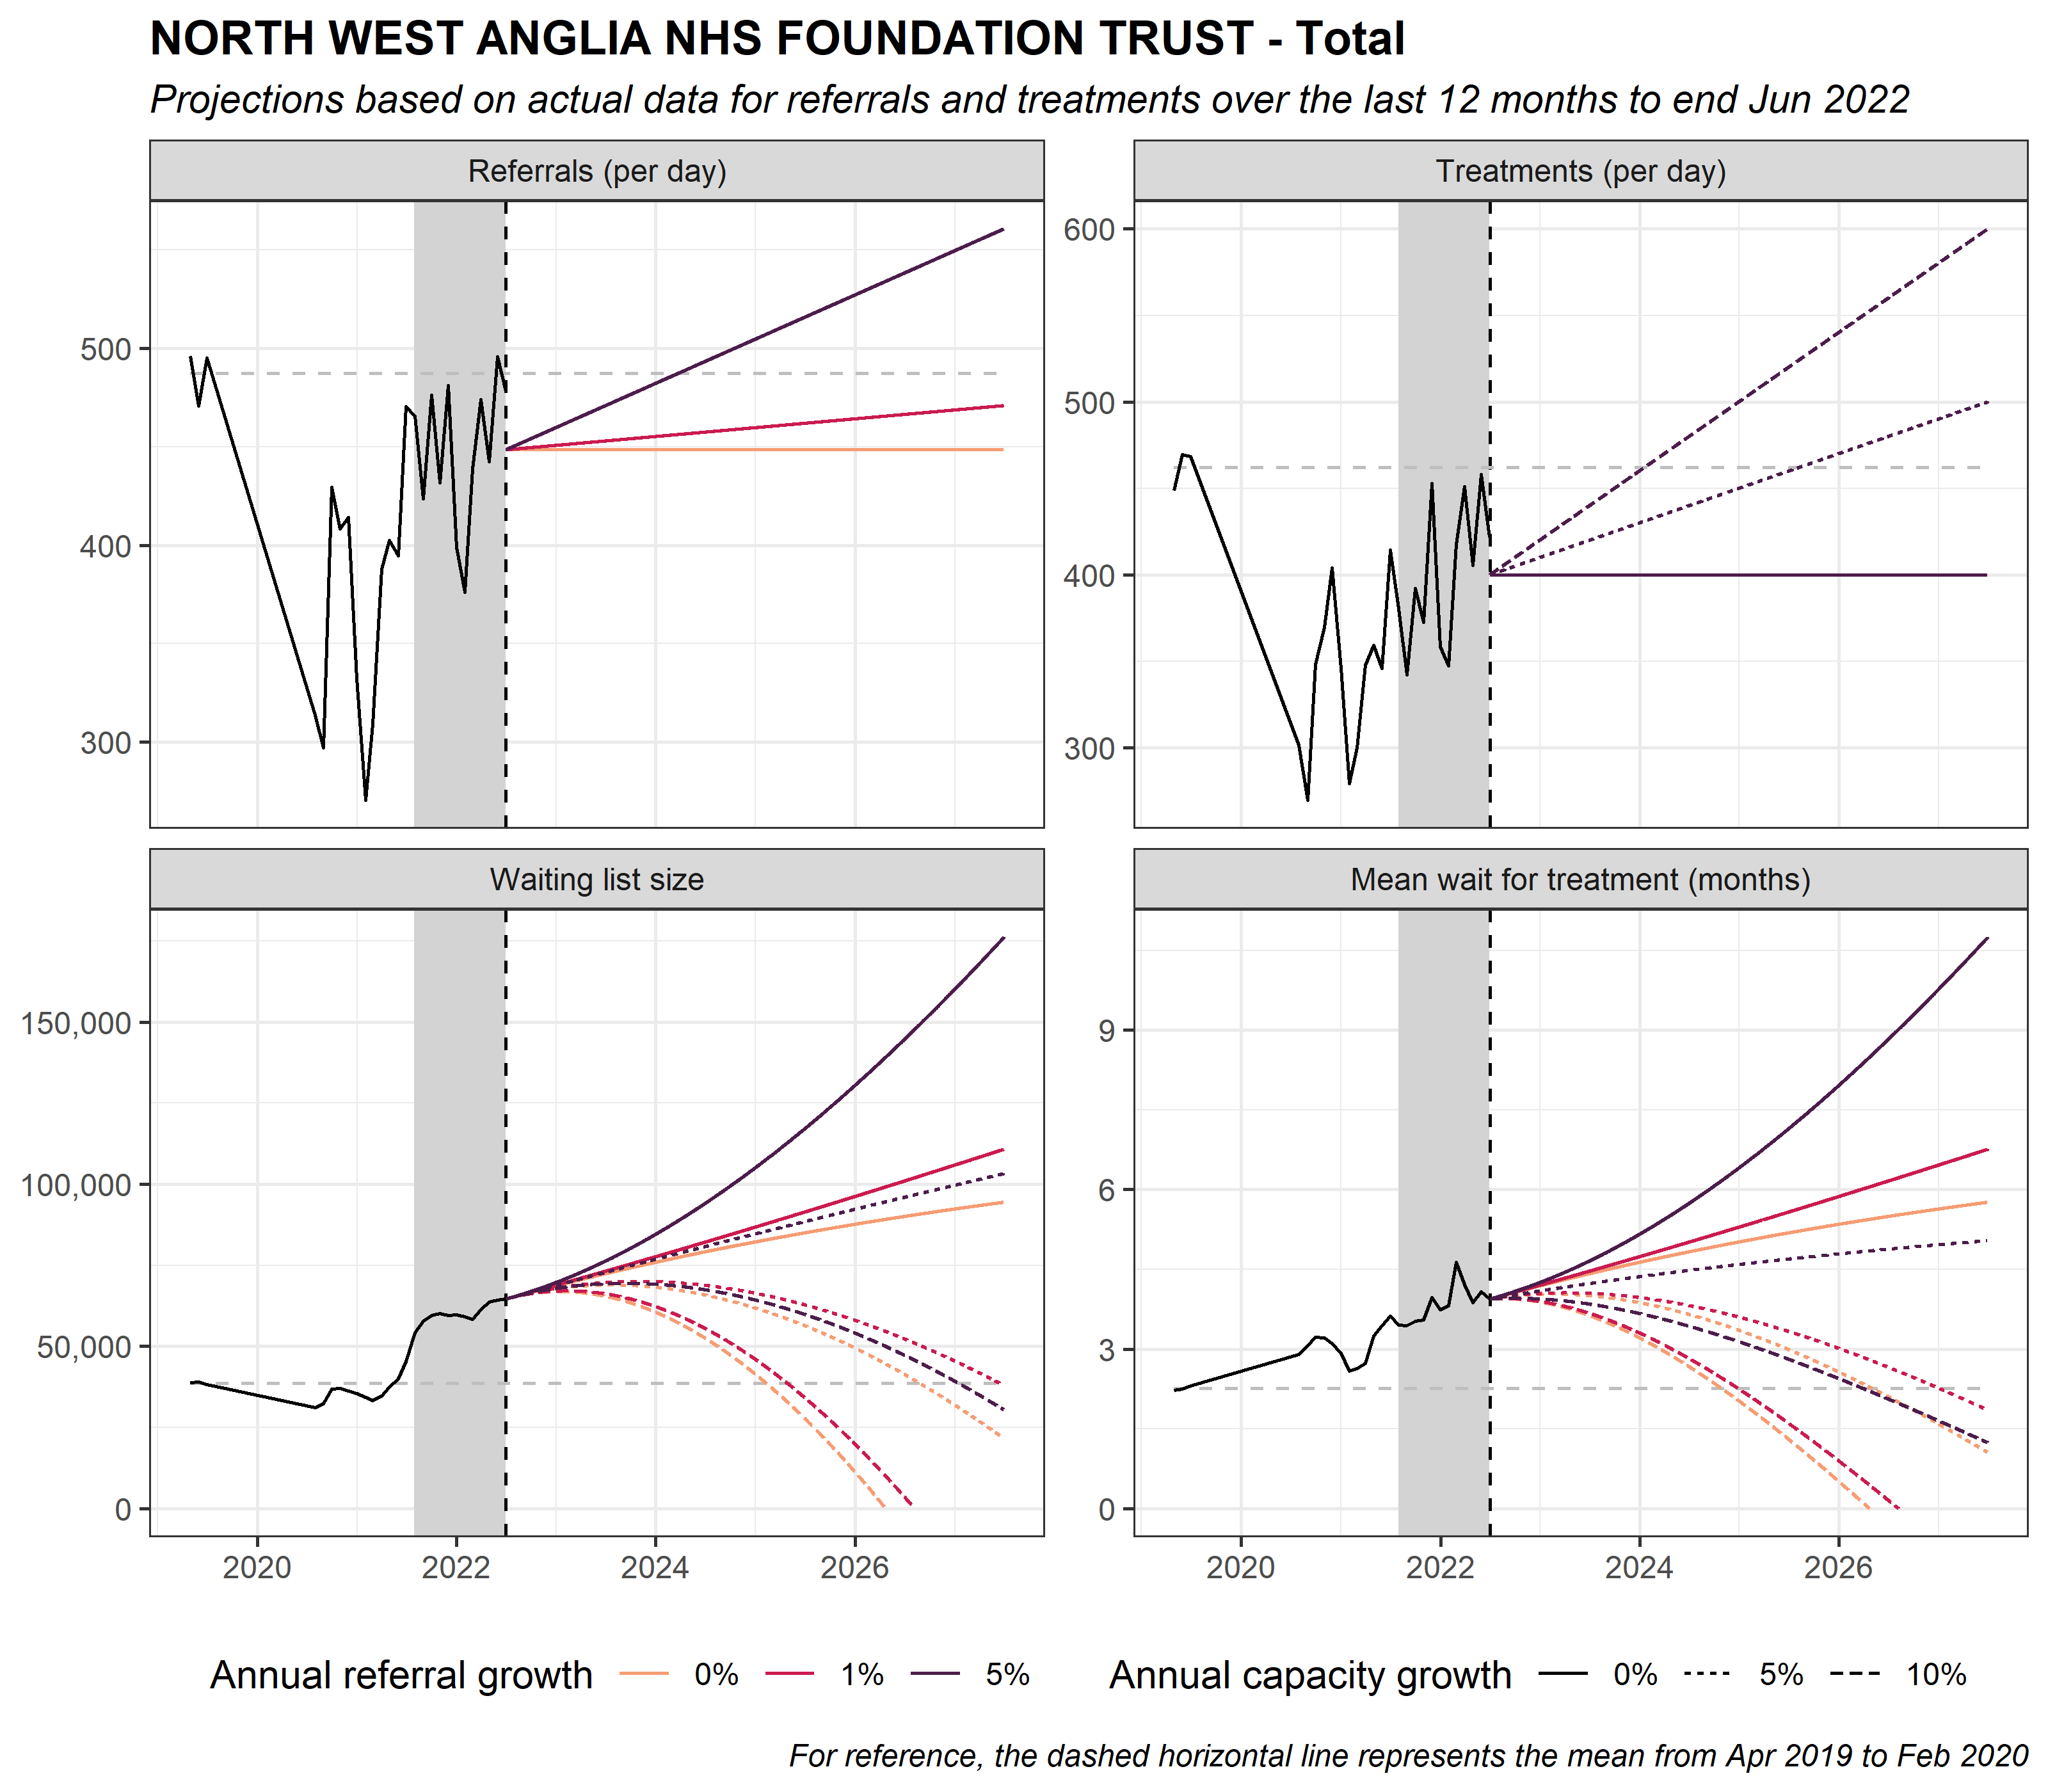 NORTH WEST ANGLIA NHS FOUNDATION TRUST - Total
Projections based on actual data for referrals and treatments over the last 12 months to end Jun 2022
Referrals (per day)
500
400
300
Treatments (per day)
600
500
400
300
Waiting list size
150,000
100,000
50,000
0
2020 2022 2024 2026
Mean wait for treatment (months)
9
6
3
0
2020 2022 2024 2026
Annual referral growth 0% 1% 5%
Annual capacity growth 0% 5% 10%
For reference, the dashed horizontal line represents the mean from Apr 2019 to Feb 2020